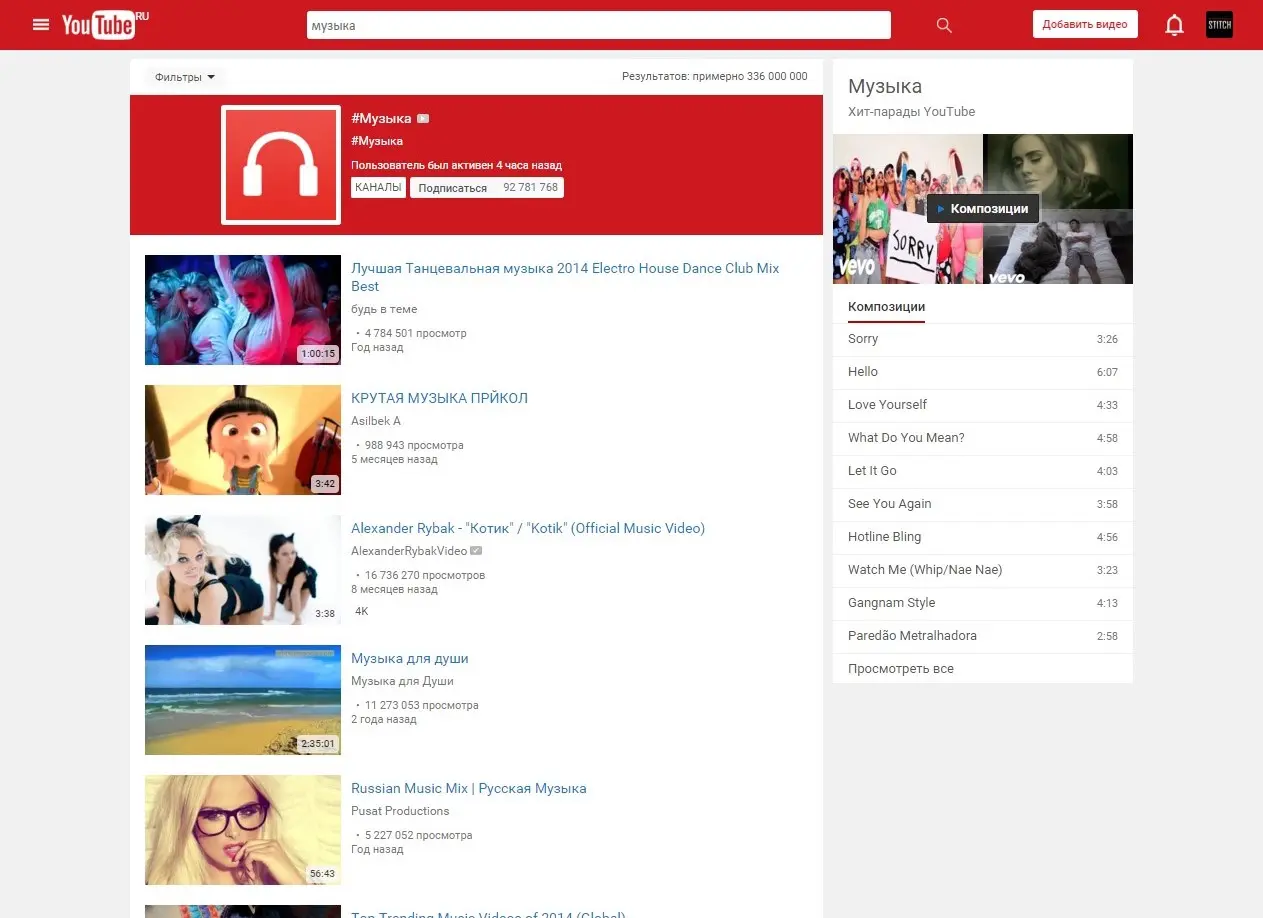 YouTube RU
музыка
Добавить видео
STITCH
Фильтры
Результатов: примерно 336 000 000
#Музыка
#Музыка
Пользователь был активен 4 часа назад
КАНАЛЫ Подписаться 92 781 768
Лучшая Танцевальная музыка 2014 Electro House Dance Club Mix
Best
будь в теме
• 4 784 501 просмотр
Год назад
1:00:15
КРУТАЯ МУЗЫКА ПРЙКОЛ
Asilbek A
• 988 943 просмотра
5 месяцев назад
3:42
Alexander Rybak - "Котик" / "Kotik" (Official Music Video)
AlexanderRybakVideo
• 16 736 270 просмотров
8 месяцев назад
4K
3:38
Музыка для души
Музыка для Души
• 11 273 053 просмотра
2 года назад
2:35:01
Russian Music Mix | Русская Музыка
Pusat Productions
• 5 227 052 просмотра
Год назад
56:43
Top Trending Music Videos of 2014 (Global)
Музыка
Хит-парады YouTube
SORRY
vevo
vevo
Композиции
Композиции
Sorry 3:26
Hello 6:07
Love Yourself 4:33
What Do You Mean? 4:58
Let It Go 4:03
See You Again 3:58
Hotline Bling 4:56
Watch Me (Whip/Nae Nae) 3:23
Gangnam Style 4:13
Paredão Metralhadora 2:58
Просмотреть все